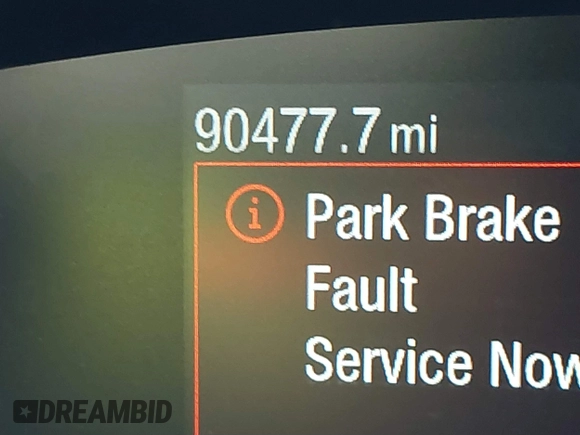 90477.7 mi
Park Brake
Fault
Service Now
DREAMBID